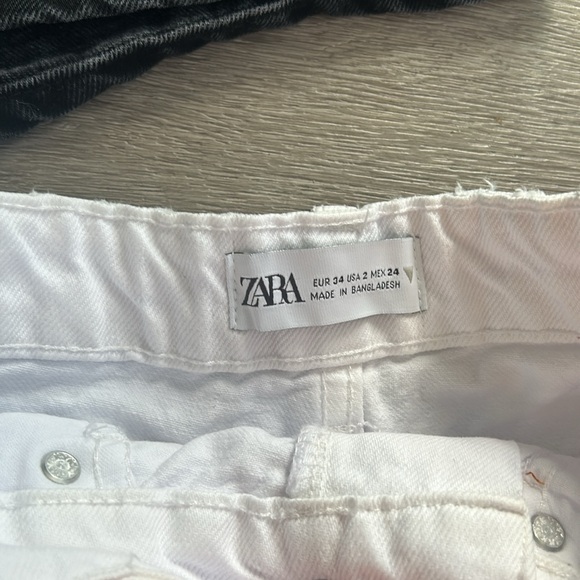 ZARA
EUR 34 USA 2 MEX 24
MADE IN BANGLADESH